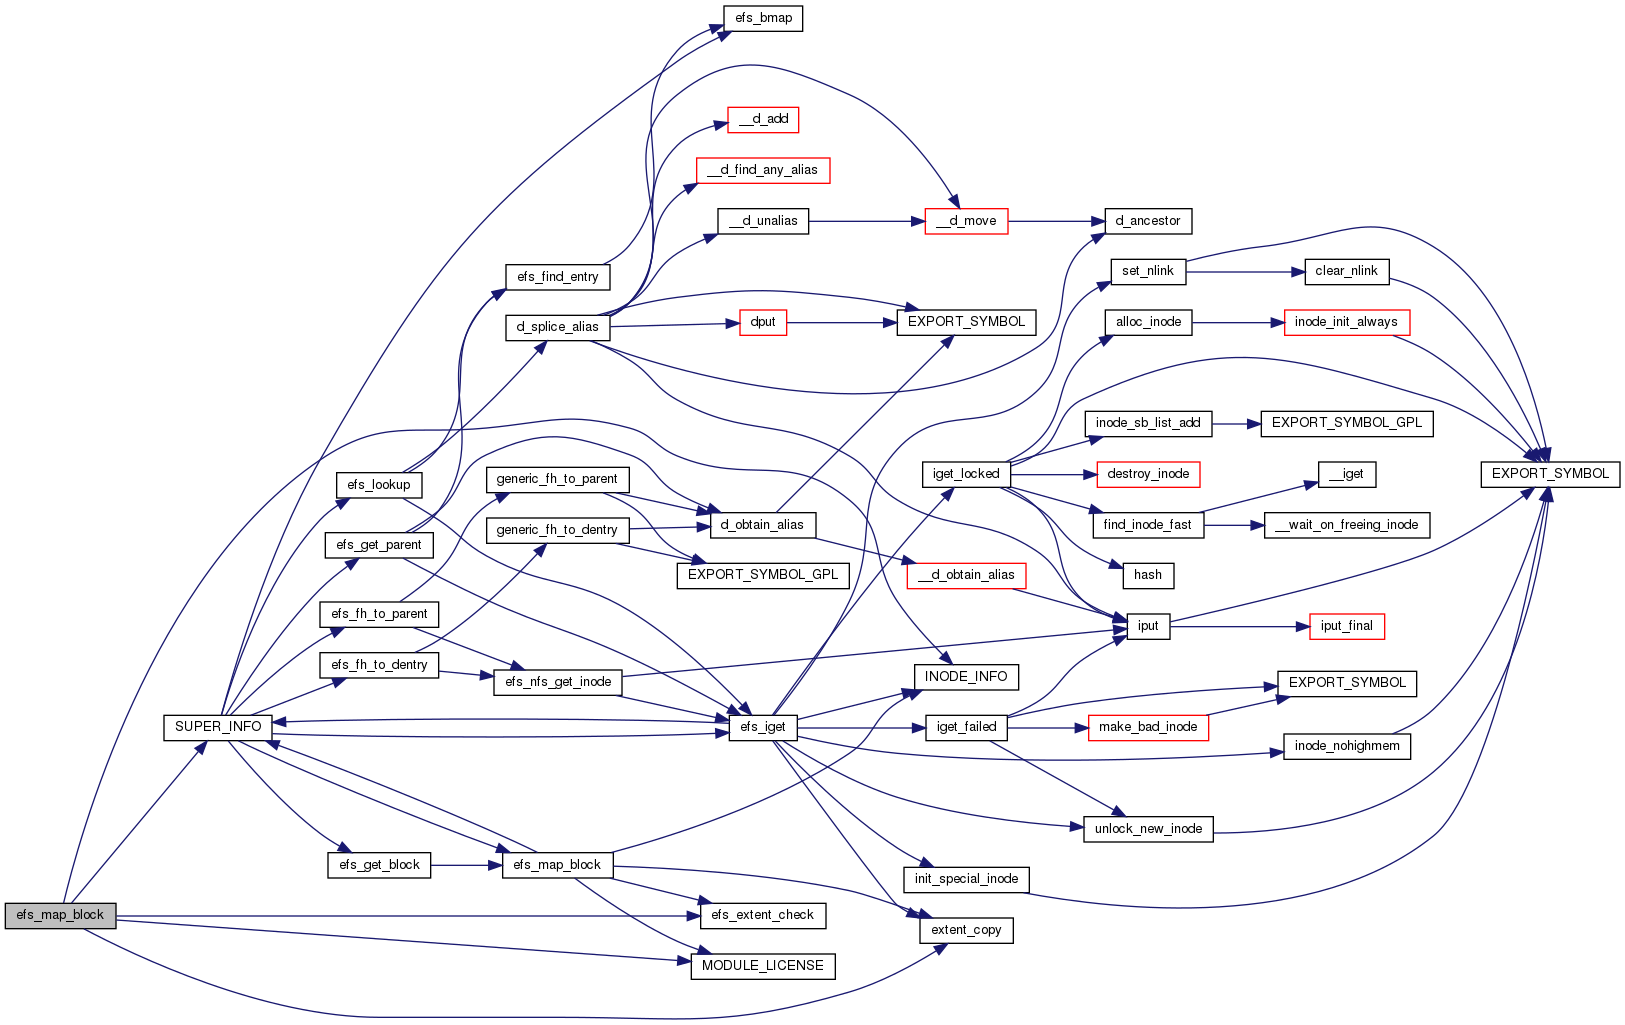 efs_bmap
__d_add
__d_find_any_alias
__d_unalias
__d_move
d_ancestor
efs_find_entry
set_nlink
clear_nlink
d_splice_alias
dput
EXPORT_SYMBOL
alloc_inode
inode_init_always
inode_sb_list_add
EXPORT_SYMBOL_GPL
efs_lookup
generic_fh_to_parent
iget_locked
destroy_inode
__iget
EXPORT_SYMBOL
efs_get_parent
generic_fh_to_dentry
d_obtain_alias
find_inode_fast
__wait_on_freeing_inode
EXPORT_SYMBOL_GPL
__d_obtain_alias
hash
efs_fh_to_parent
iput
iput_final
efs_fh_to_dentry
efs_nfs_get_inode
INODE_INFO
EXPORT_SYMBOL
SUPER_INFO
efs_iget
iget_failed
make_bad_inode
inode_nohighmem
unlock_new_inode
efs_get_block
efs_map_block
init_special_inode
efs_map_block
efs_extent_check
extent_copy
MODULE_LICENSE